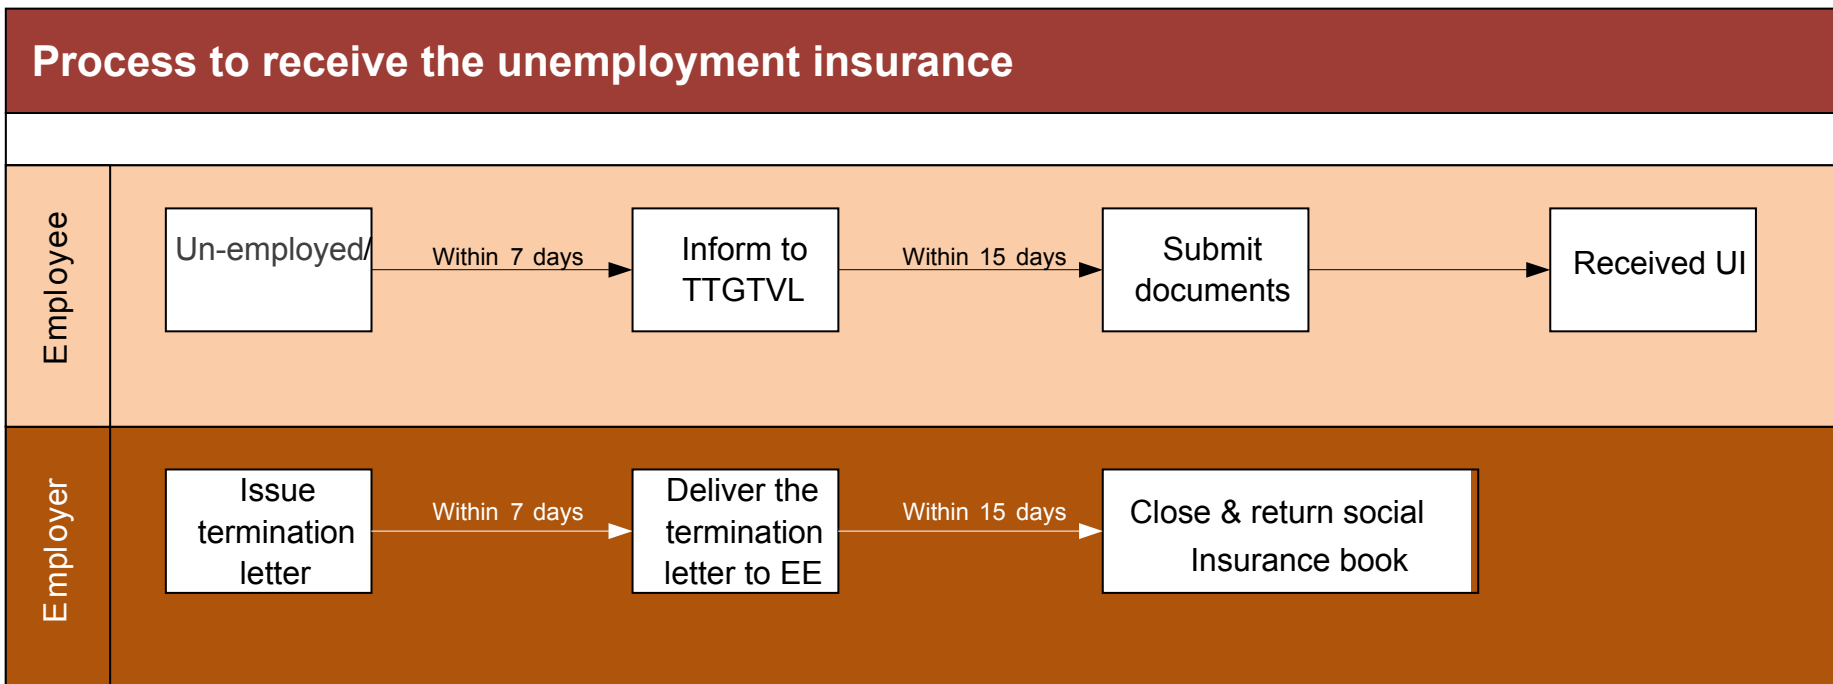 Process to receive the unemployment insurance
Employee
Un-employed/
Within 7 days
Inform to
TTGTVL
Within 15 days
Submit
documents
Received UI
Employer
Issue
termination
letter
Within 7 days
Deliver the
termination
letter to EE
Within 15 days
Close & return social
Insurance book